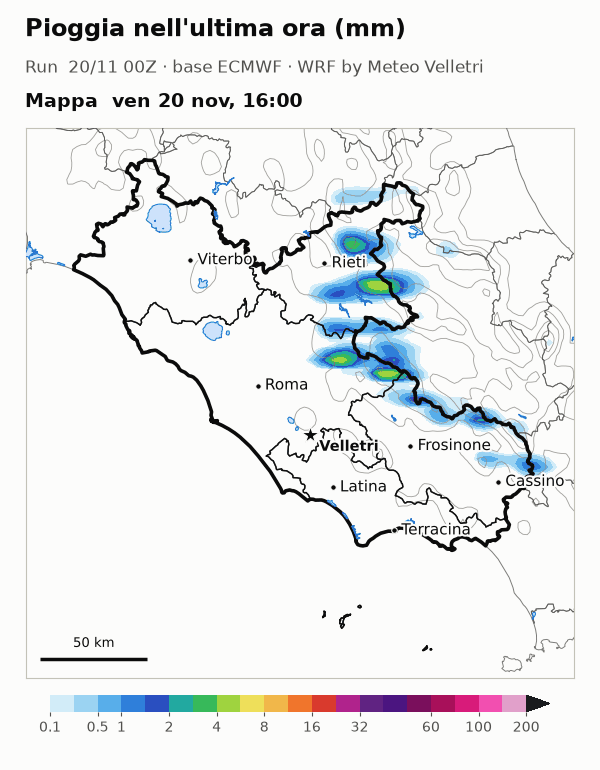 Pioggia nell'ultima ora (mm)
Run  20/11 00Z · base ECMWF · WRF by Meteo Velletri
Mappa  ven 20 nov, 16:00
Viterbo
Rieti
Roma
Velletri
Frosinone
Latina
Cassino
Terracina
50 km
0.1 0.5 1 2 4 8 16 32 60 100 200